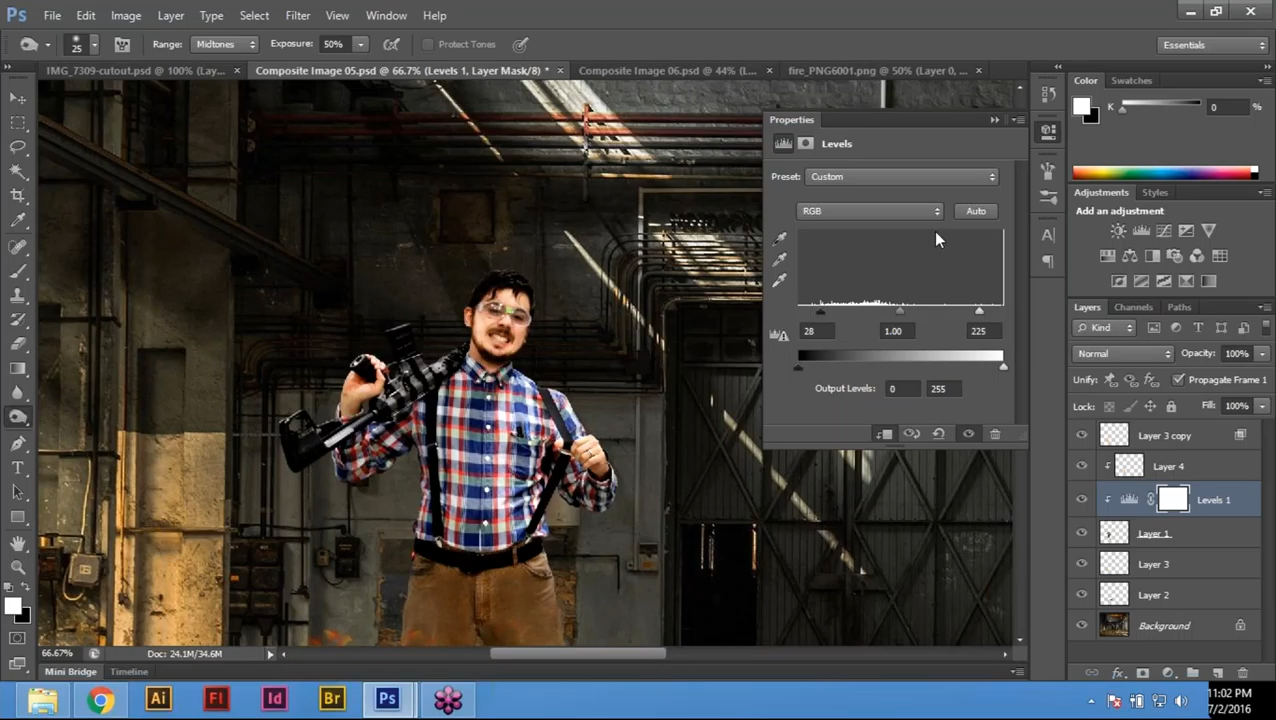 Ps File Edit Image Layer Type Select Filter View Window Help
25 Range: Midtones Exposure: 50% Protect Tones Essentials
IMG_7309-cutout.psd @ 100% (Lay... × Composite Image 05.psd @ 66.7% (Levels 1, Layer Mask/8) * × Composite Image 06.psd @ 44% (L... × fire_PNG6001.png @ 50% (Layer 0, ... ×
Color Swatches
K 0 %
Properties
Levels
Preset: Custom
RGB Auto
28 1.00 225
Output Levels: 0 255
Adjustments Styles
Add an adjustment
Layers Channels Paths
Kind
Normal Opacity: 100%
Unify: Propagate Frame 1
Lock: Fill: 100%
Layer 3 copy
Layer 4
Levels 1
Layer 1
Layer 3
Layer 2
Background
66.67% Doc: 24.1M/34.6M
Mini Bridge Timeline
Ai Fl Id Br Ps
11:02 PM
7/2/2016